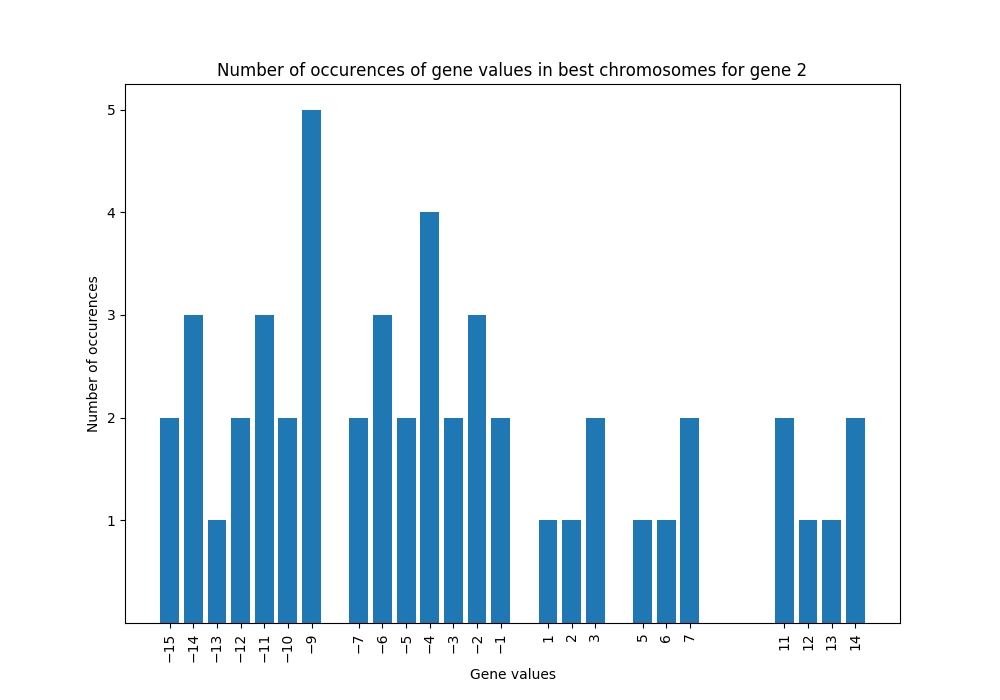 Number of occurences of gene values in best chromosomes for gene 2
5
4
3
2
1
Number of occurences
−15 −14 −13 −12 −11 −10 −9 −7 −6 −5 −4 −3 −2 −1 1 2 3 5 6 7 11 12 13 14
Gene values